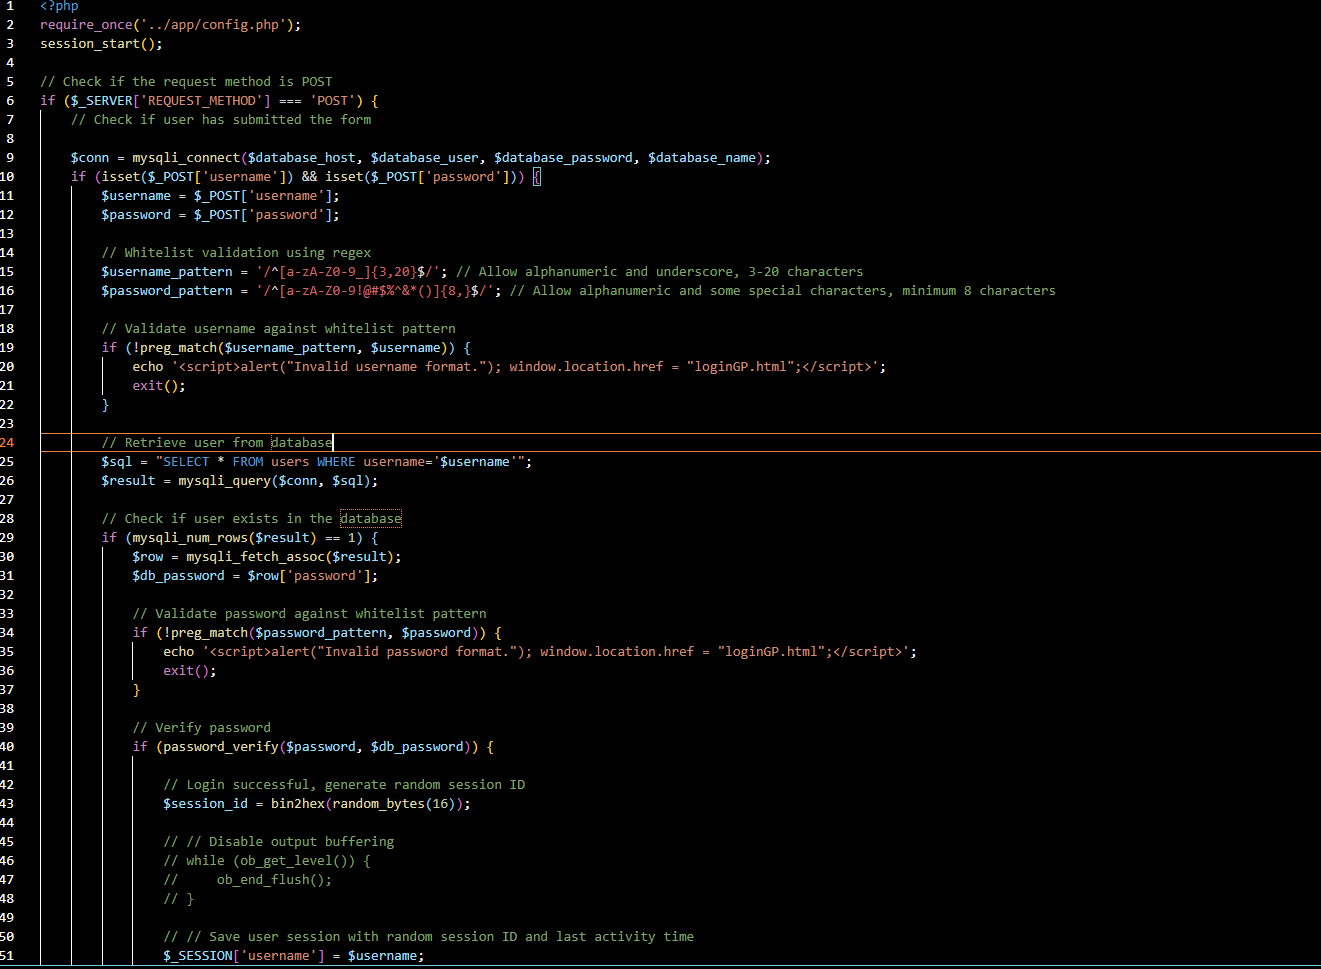 1 <?php
2 require_once('../app/config.php');
3 session_start();
4
5 // Check if the request method is POST
6 if ($_SERVER['REQUEST_METHOD'] === 'POST') {
7 // Check if user has submitted the form
8
9 $conn = mysqli_connect($database_host, $database_user, $database_password, $database_name);
10 if (isset($_POST['username']) && isset($_POST['password'])) {
11 $username = $_POST['username'];
12 $password = $_POST['password'];
13
14 // Whitelist validation using regex
15 $username_pattern = '/^[a-zA-Z0-9_]{3,20}$/'; // Allow alphanumeric and underscore, 3-20 characters
16 $password_pattern = '/^[a-zA-Z0-9!@#$%^&*()]{8,}$/'; // Allow alphanumeric and some special characters, minimum 8 characters
17
18 // Validate username against whitelist pattern
19 if (!preg_match($username_pattern, $username)) {
20 echo '<script>alert("Invalid username format."); window.location.href = "loginGP.html";</script>';
21 exit();
22 }
23
24 // Retrieve user from database
25 $sql = "SELECT * FROM users WHERE username='$username'";
26 $result = mysqli_query($conn, $sql);
27
28 // Check if user exists in the database
29 if (mysqli_num_rows($result) == 1) {
30 $row = mysqli_fetch_assoc($result);
31 $db_password = $row['password'];
32
33 // Validate password against whitelist pattern
34 if (!preg_match($password_pattern, $password)) {
35 echo '<script>alert("Invalid password format."); window.location.href = "loginGP.html";</script>';
36 exit();
37 }
38
39 // Verify password
40 if (password_verify($password, $db_password)) {
41
42 // Login successful, generate random session ID
43 $session_id = bin2hex(random_bytes(16));
44
45 // // Disable output buffering
46 // while (ob_get_level()) {
47 // ob_end_flush();
48 // }
49
50 // // Save user session with random session ID and last activity time
51 $_SESSION['username'] = $username;